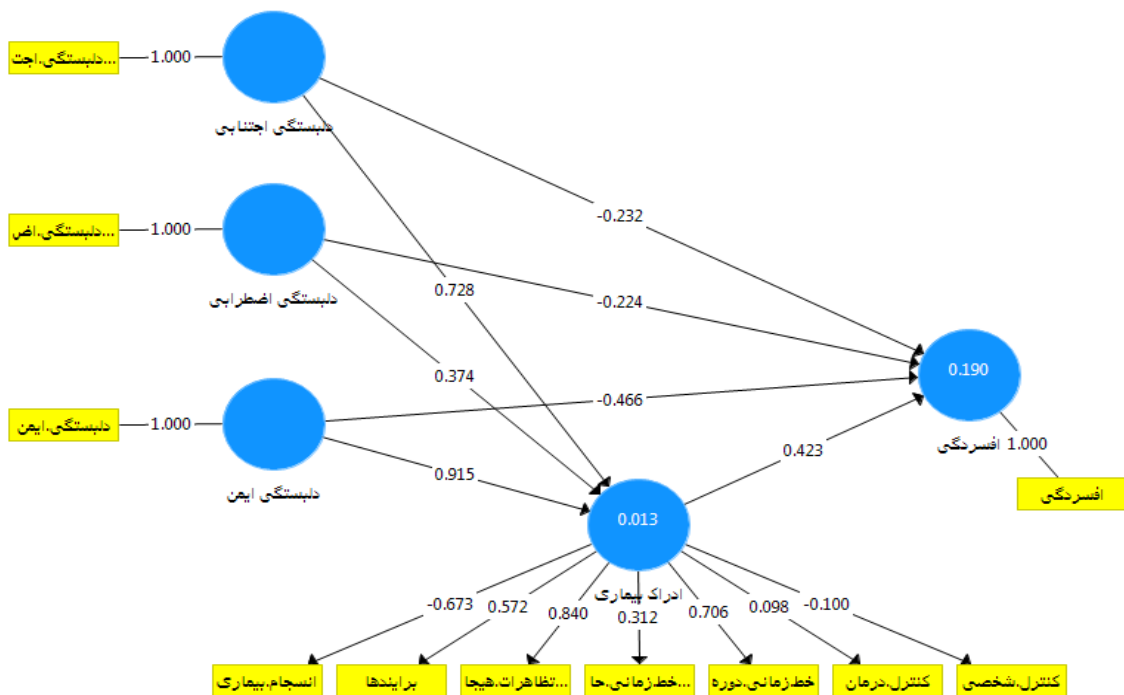 دلبستگی.اجت...
1.000
دلبستگی اجتنابی
-0.232
دلبستگی.اض...
1.000
دلبستگی اضطرابی
0.728
-0.224
0.374
دلبستگی.ایمن
1.000
دلبستگی ایمن
-0.466
0.915
0.190
افسردگی
1.000
0.423
افسردگی
0.013
ادراک بیماری
-0.673
0.572
0.840
0.312
0.706
0.098
-0.100
انسجام.بیماری
برایندها
تظاهرات.هیجا...
خط.زمانی.حا...
خط.زمانی.دوره
کنترل.درمان
کنترل.شخصی